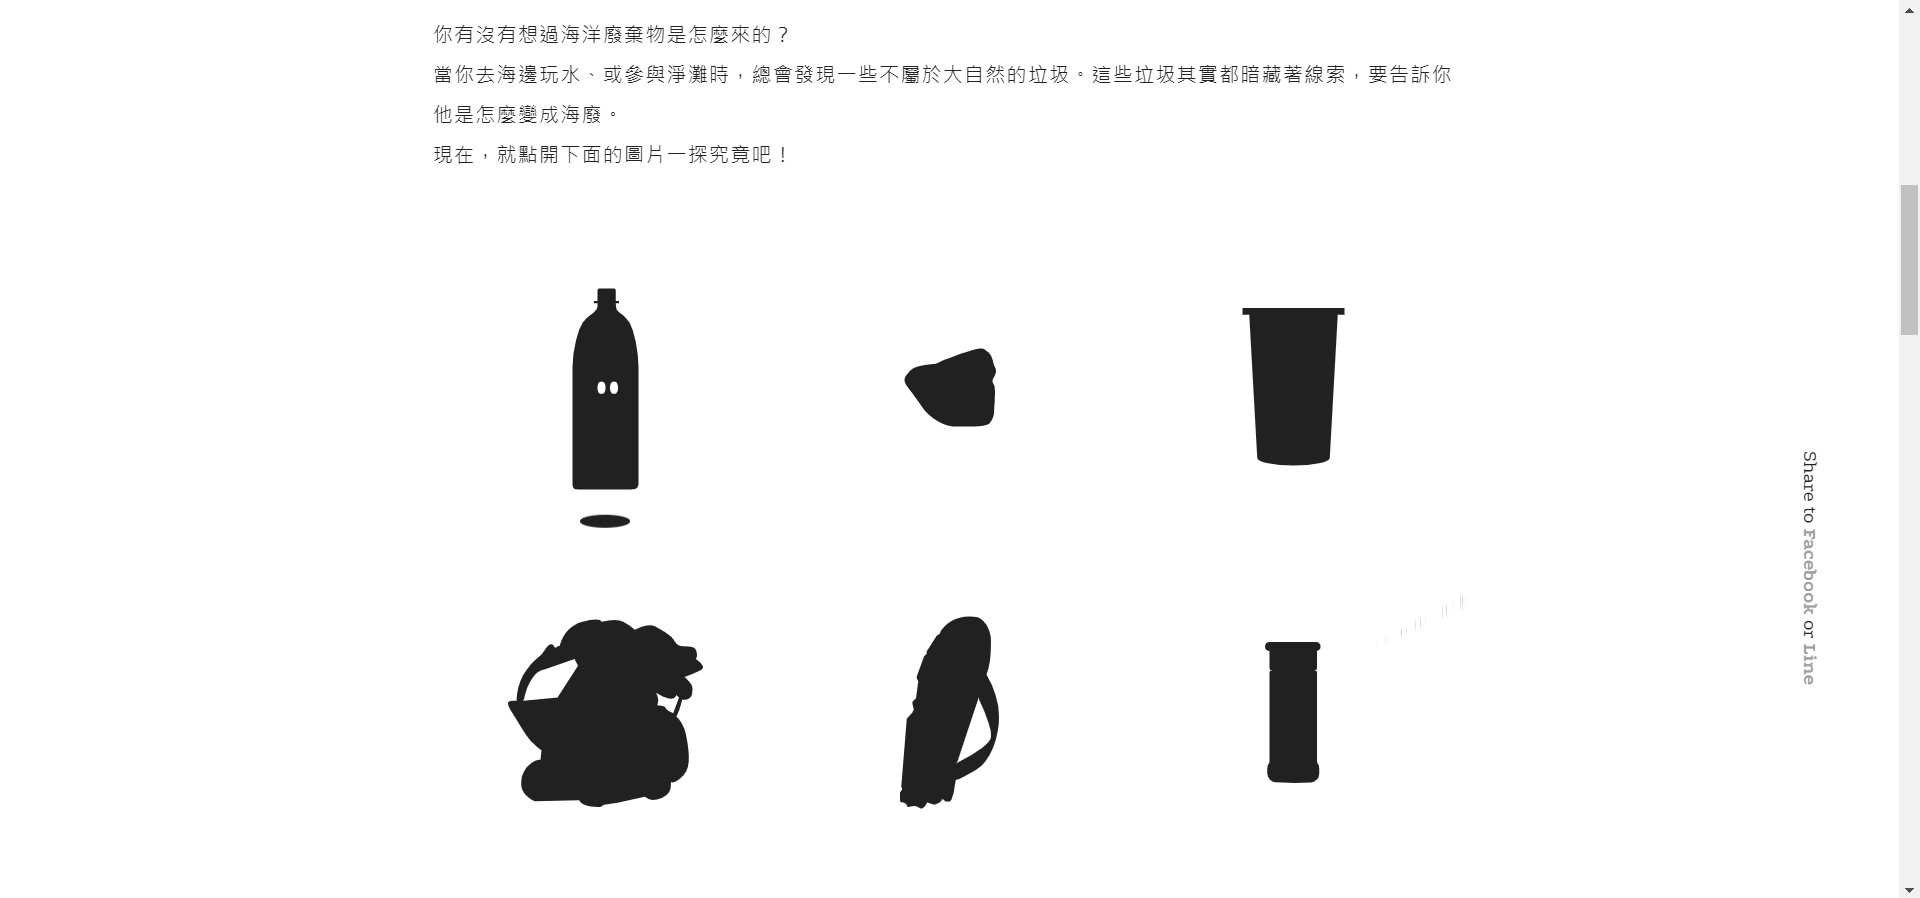 你有沒有想過海洋廢棄物是怎麼來的？
當你去海邊玩水、或參與淨灘時，總會發現一些不屬於大自然的垃圾。這些垃圾其實都暗藏著線索，要告訴你
他是怎麼變成海廢。
現在，就點開下面的圖片一探究竟吧！
Share to Facebook or Line